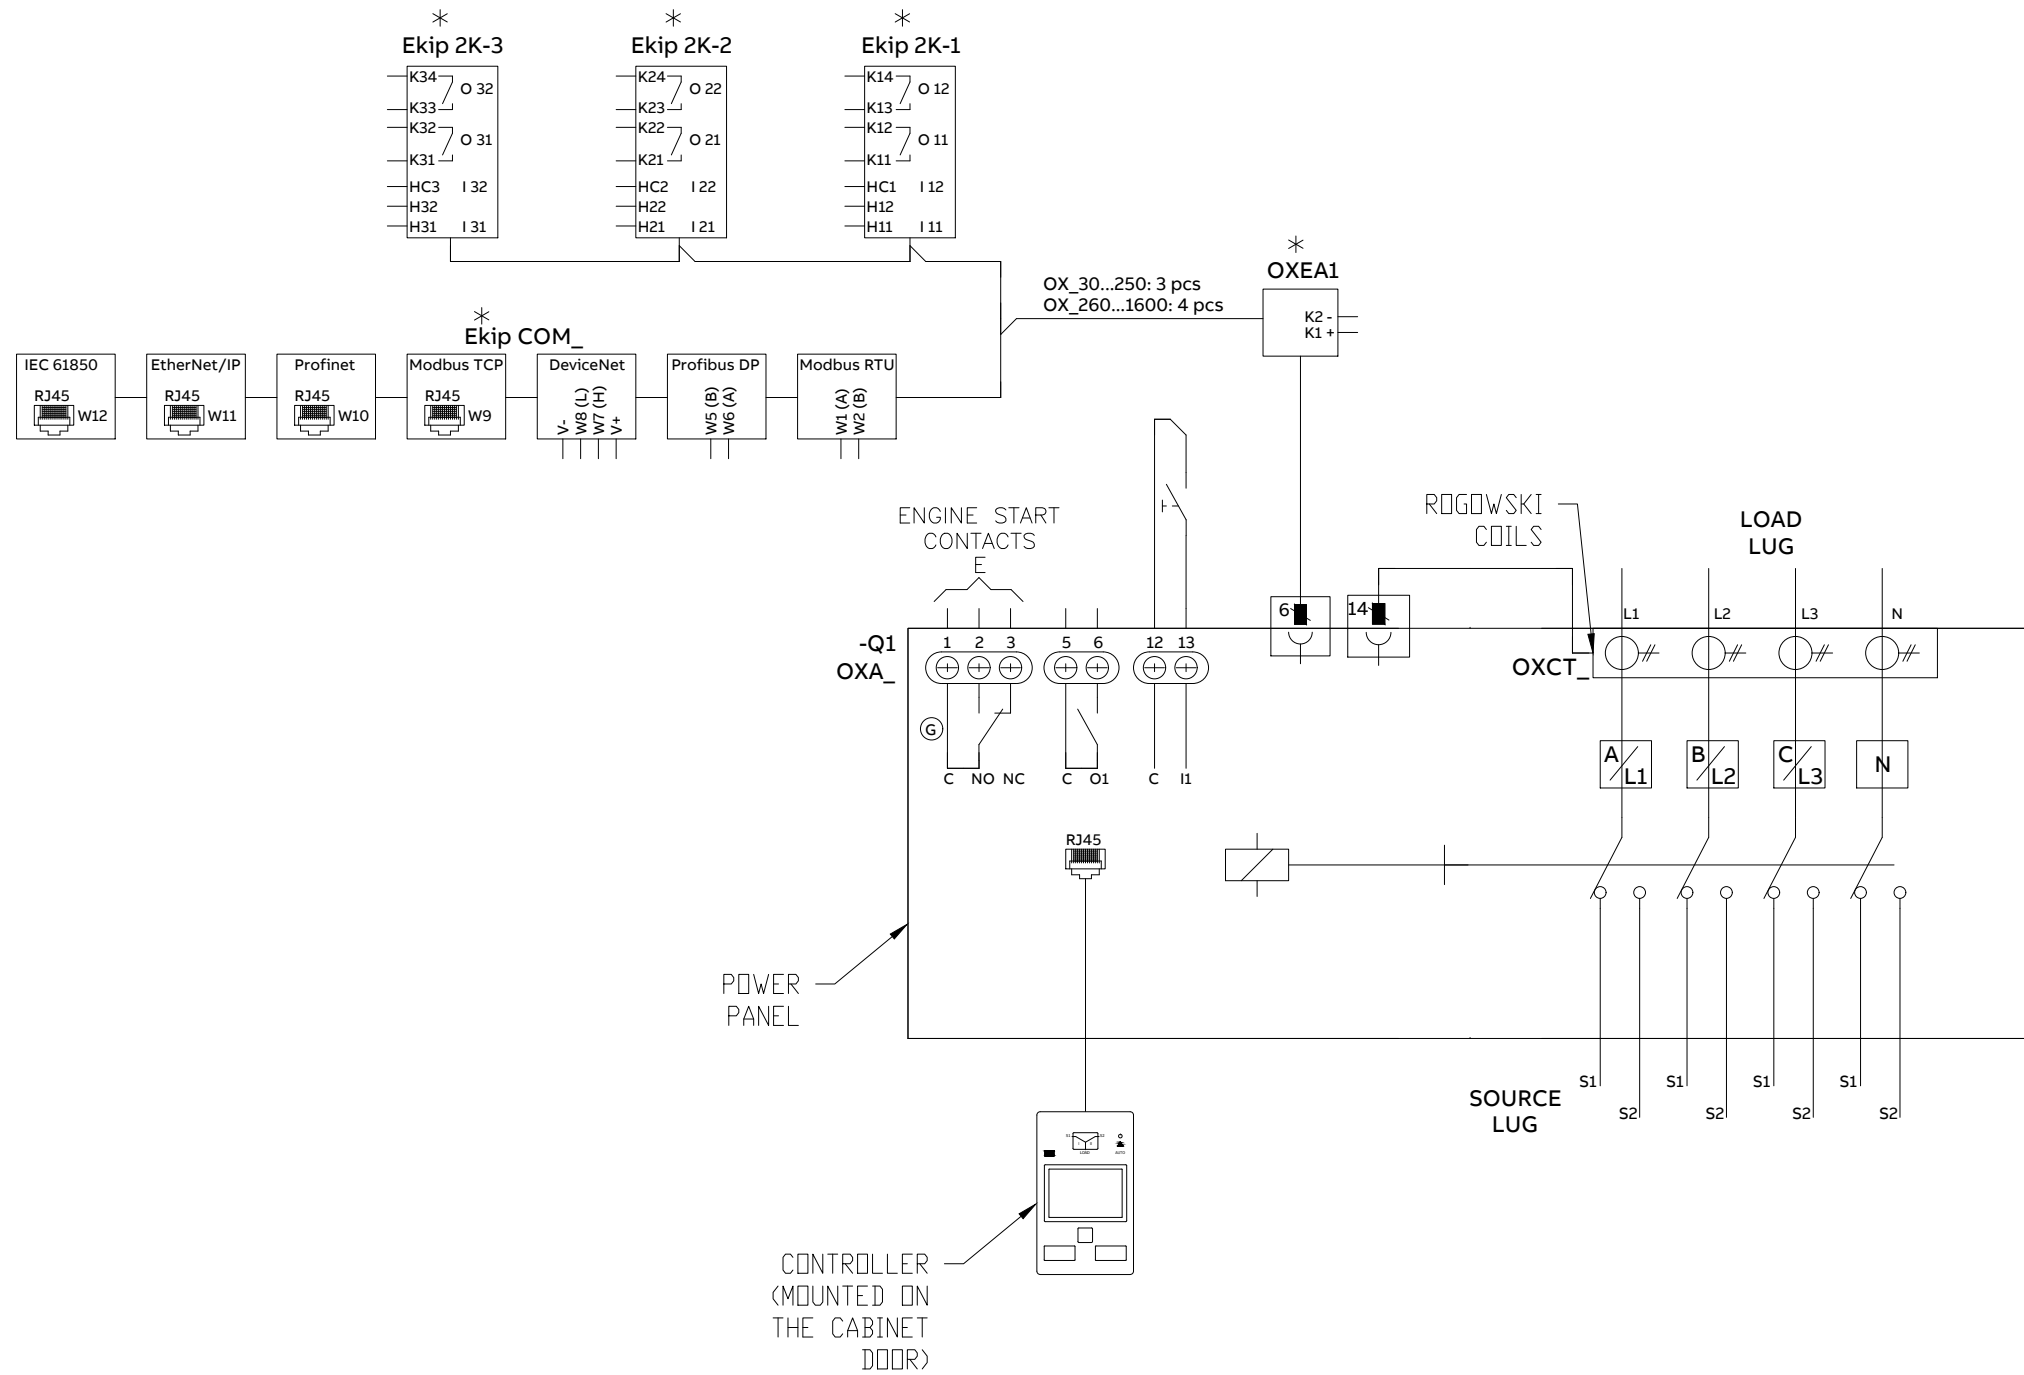 Ekip 2K-3
K34
O 32
K33
K32
O 31
K31
HC3 I 32
H32
H31 I 31
Ekip 2K-2
K24
O 22
K23
K22
O 21
K21
HC2 I 22
H22
H21 I 21
Ekip 2K-1
K14
O 12
K13
K12
O 11
K11
HC1 I 12
H12
H11 I 11
OX_30...250: 3 pcs
OX_260...1600: 4 pcs
OXEA1
K2 -
K1 +
Ekip COM_
IEC 61850
RJ45
W12
EtherNet/IP
RJ45
W11
Profinet
RJ45
W10
Modbus TCP
RJ45
W9
DeviceNet
V-
W8 (L)
W7 (H)
V+
Profibus DP
W5 (B)
W6 (A)
Modbus RTU
W1 (A)
W2 (B)
ENGINE START
CONTACTS
E
ROGOWSKI
COILS
LOAD
LUG
6
14
L1 L2 L3 N
-Q1
OXA_
1 2 3 5 6 12 13
OXCT_
G
C NO NC C O1 C I1
A L1
B L2
C L3
N
RJ45
POWER
PANEL
SOURCE
LUG
S1 S1 S1 S1
S2 S2 S2 S2
S1 S2
I II
LOAD
AUTO
CONTROLLER
(MOUNTED ON
THE CABINET
DOOR)